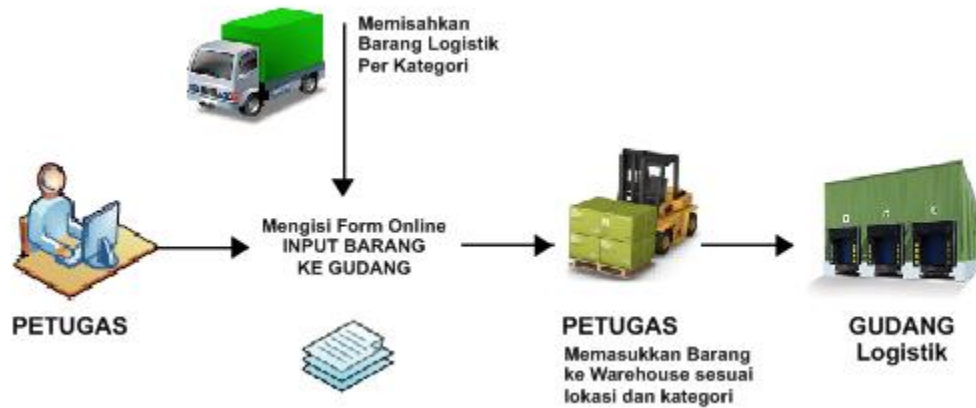 Memisahkan
Barang Logistik
Per Kategori
Mengisi Form Online
INPUT BARANG
KE GUDANG
PETUGAS
PETUGAS
Memasukkan Barang
ke Warehouse sesuai
lokasi dan kategori
GUDANG
Logistik